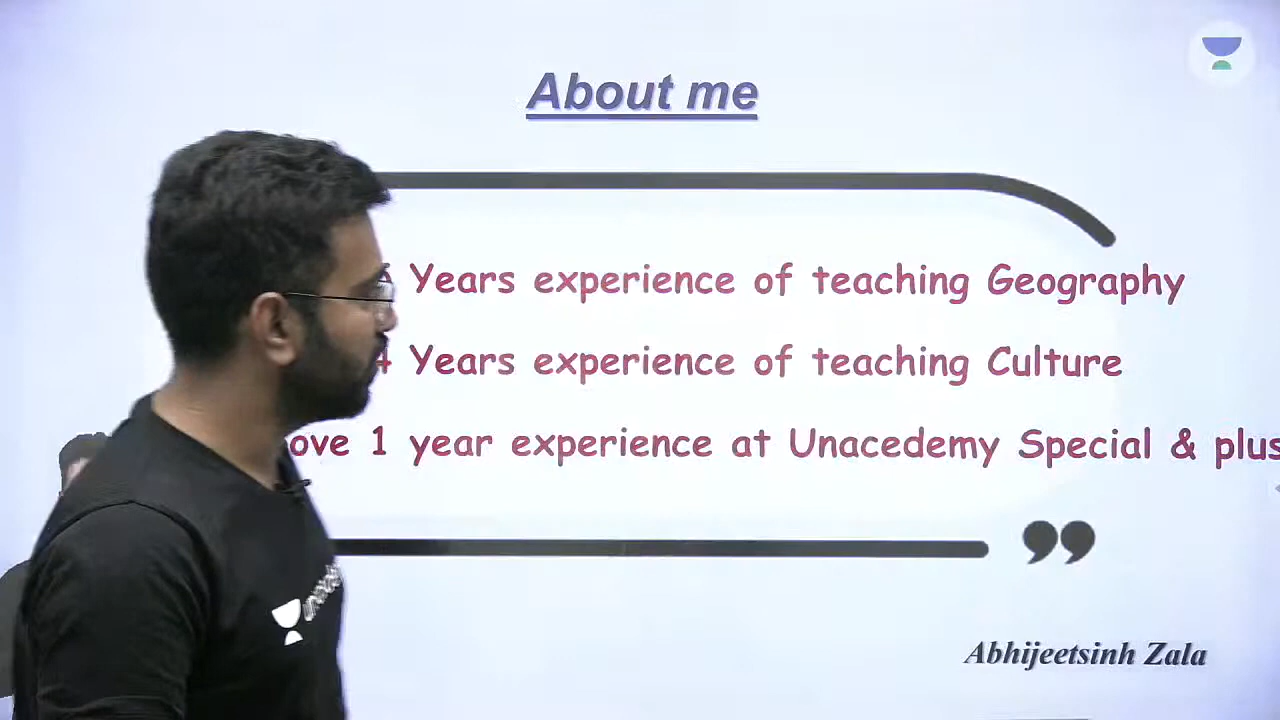 About me
Years experience of teaching Geography
4 Years experience of teaching Culture
ove 1 year experience at Unacedemy Special & plus
Abhijeetsinh Zala